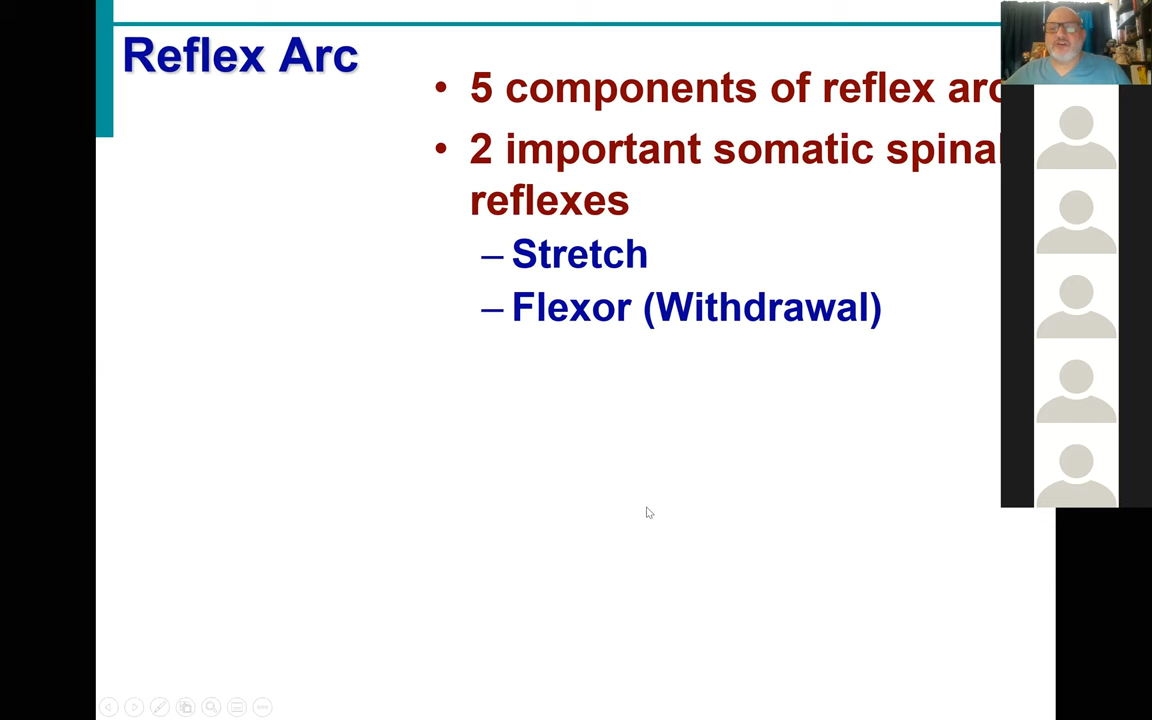 Reflex Arc
• 5 components of reflex arc
• 2 important somatic spinal
reflexes
– Stretch
– Flexor (Withdrawal)